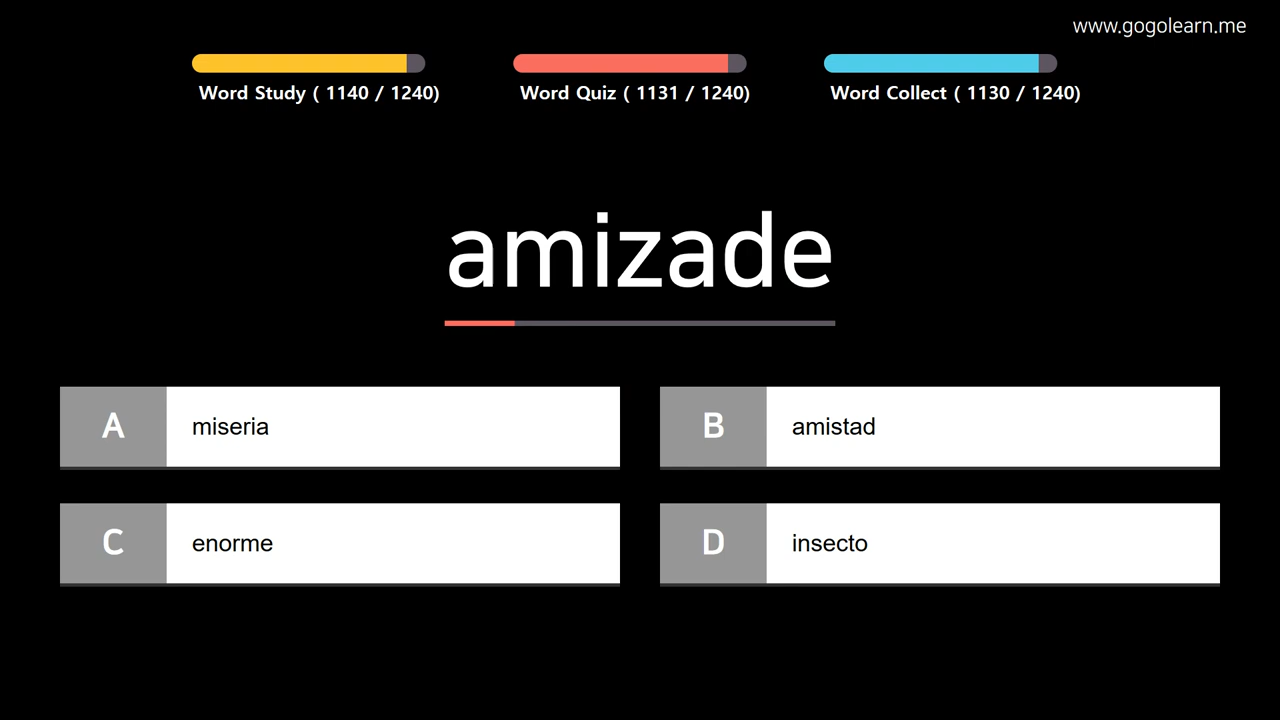 www.gogolearn.me
Word Study ( 1140 / 1240)
Word Quiz ( 1131 / 1240)
Word Collect ( 1130 / 1240)
amizade
A miseria
B amistad
C enorme
D insecto